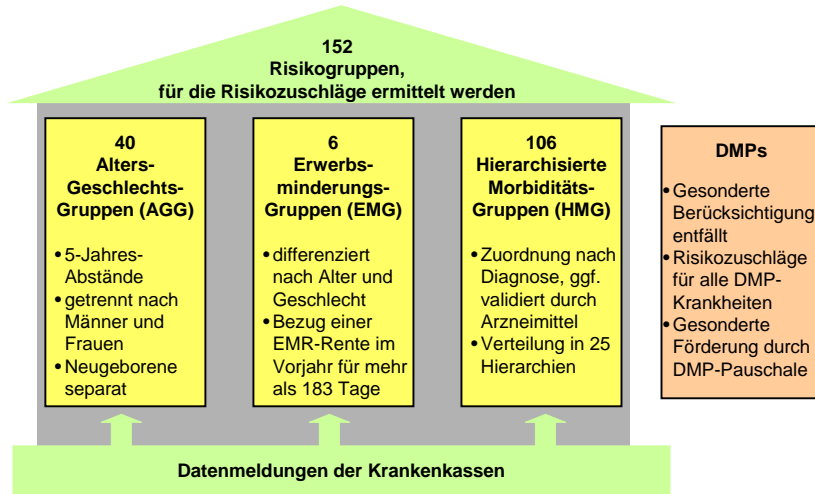 152
Risikogruppen,
für die Risikozuschläge ermittelt werden
40
Alters-
Geschlechts-
Gruppen (AGG)
• 5-Jahres-
Abstände
• getrennt nach
Männer und
Frauen
• Neugeborene
separat
6
Erwerbs-
minderungs-
Gruppen (EMG)
• differenziert
nach Alter und
Geschlecht
• Bezug einer
EMR-Rente im
Vorjahr für mehr
als 183 Tage
106
Hierarchisierte
Morbiditäts-
Gruppen (HMG)
• Zuordnung nach
Diagnose, ggf.
validiert durch
Arzneimittel
• Verteilung in 25
Hierarchien
DMPs
• Gesonderte
Berücksichtigung
entfällt
• Risikozuschläge
für alle DMP-
Krankheiten
• Gesonderte
Förderung durch
DMP-Pauschale
Datenmeldungen der Krankenkassen